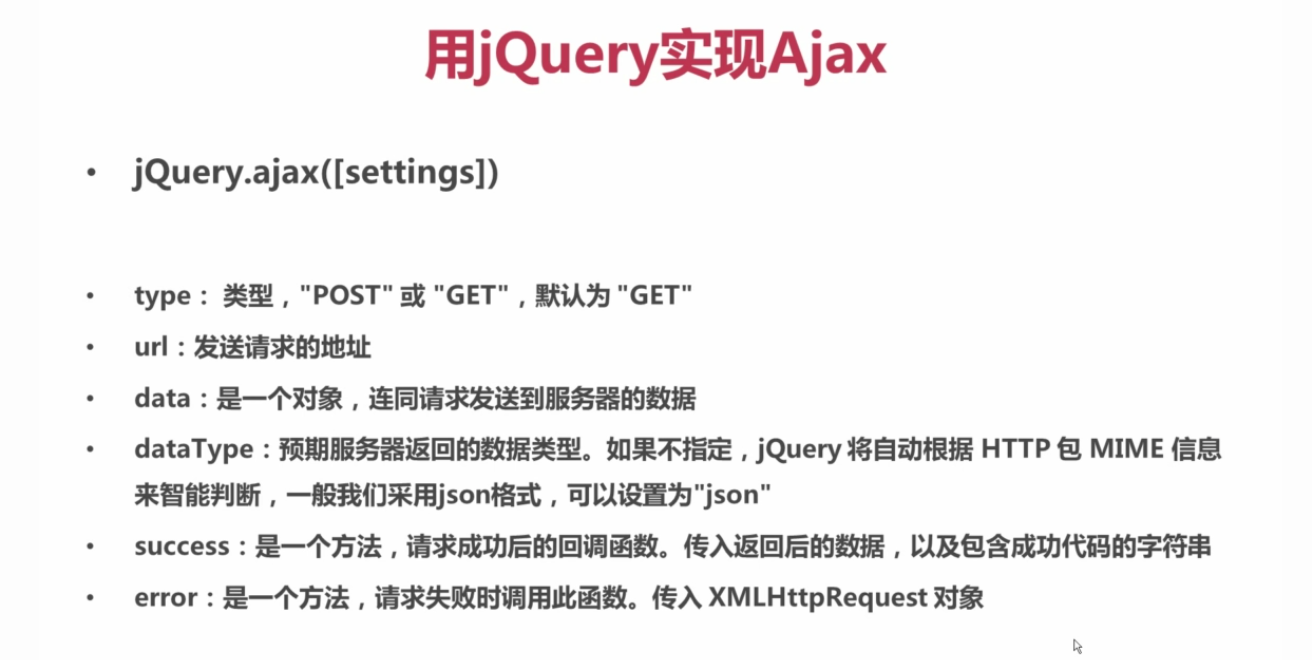 用jQuery实现Ajax
• jQuery.ajax([settings])
• type： 类型，"POST" 或 "GET"，默认为 "GET"
• url：发送请求的地址
• data：是一个对象，连同请求发送到服务器的数据
• dataType：预期服务器返回的数据类型。如果不指定，jQuery 将自动根据 HTTP 包 MIME 信息
来智能判断，一般我们采用json格式，可以设置为"json"
• success：是一个方法，请求成功后的回调函数。传入返回后的数据，以及包含成功代码的字符串
• error：是一个方法，请求失败时调用此函数。传入 XMLHttpRequest 对象